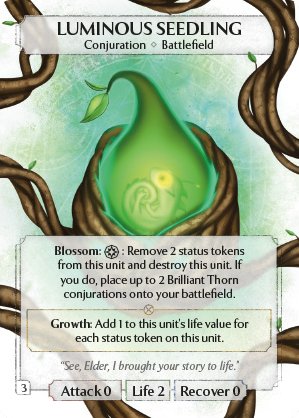 LUMINOUS SEEDLING
Conjuration ◇ Battlefield
Blossom: : Remove 2 status tokens
from this unit and destroy this unit. If
you do, place up to 2 Brilliant Thorn
conjurations onto your battlefield.
Growth: Add 1 to this unit's life value for
each status token on this unit.
"See, Elder, I brought your story to life."
3
Attack 0 Life 2 Recover 0